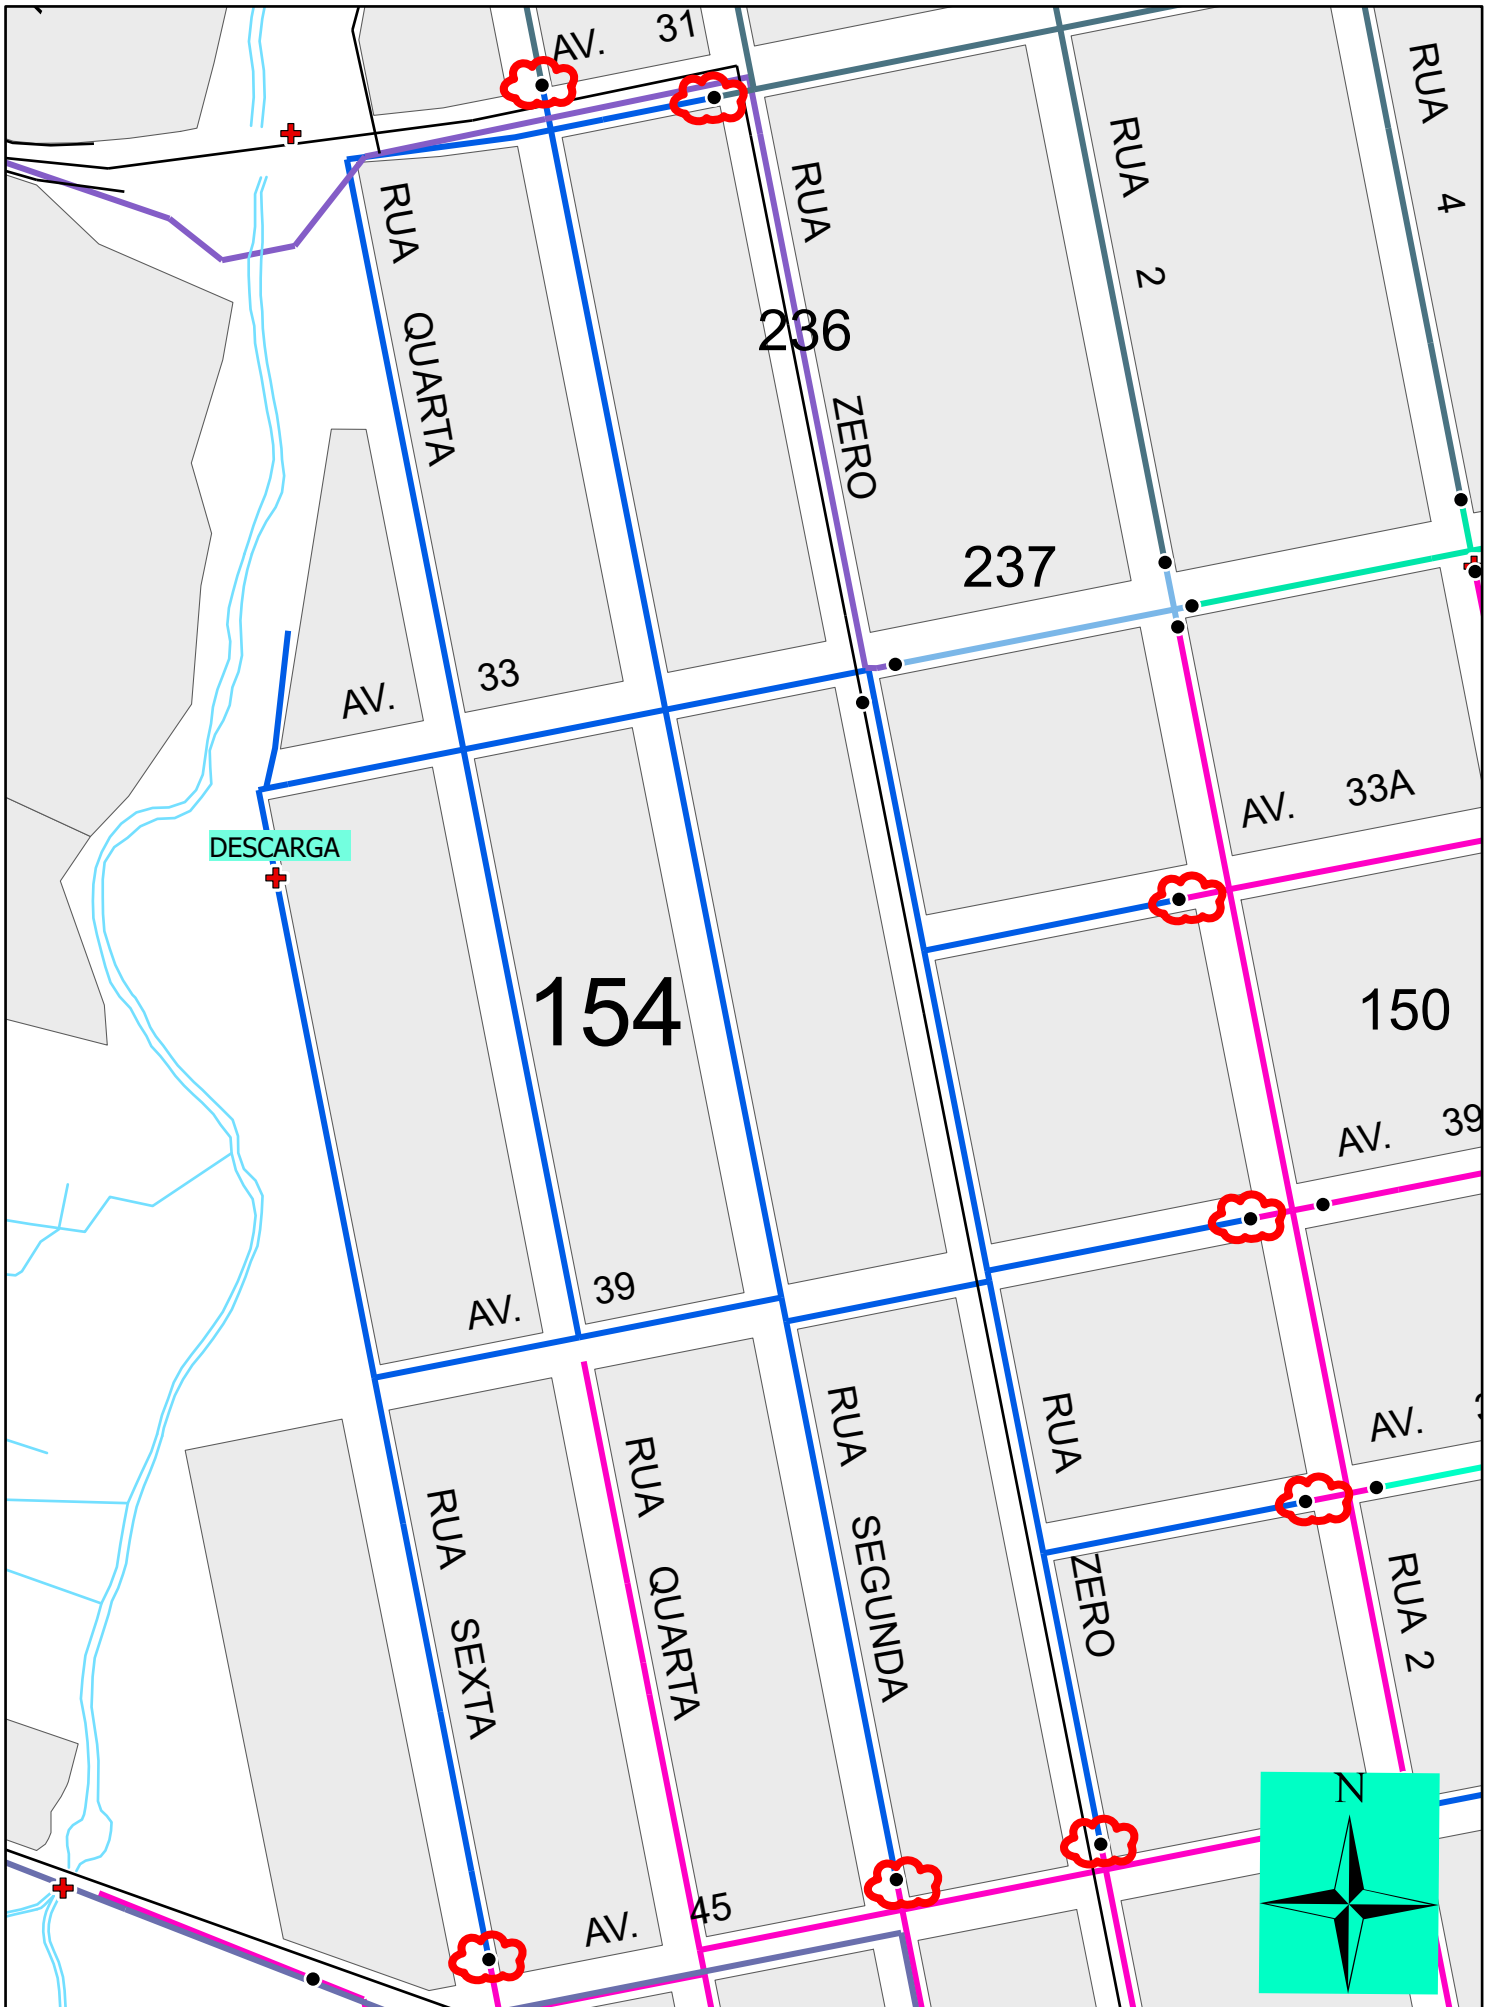 AV. 31
RUA QUARTA
RUA ZERO
RUA 2
RUA 4
236
237
AV. 33
AV. 33A
DESCARGA
154
150
AV. 39
AV. 39
AV.
RUA SEXTA
RUA QUARTA
RUA SEGUNDA
RUA ZERO
RUA 2
AV. 45
N